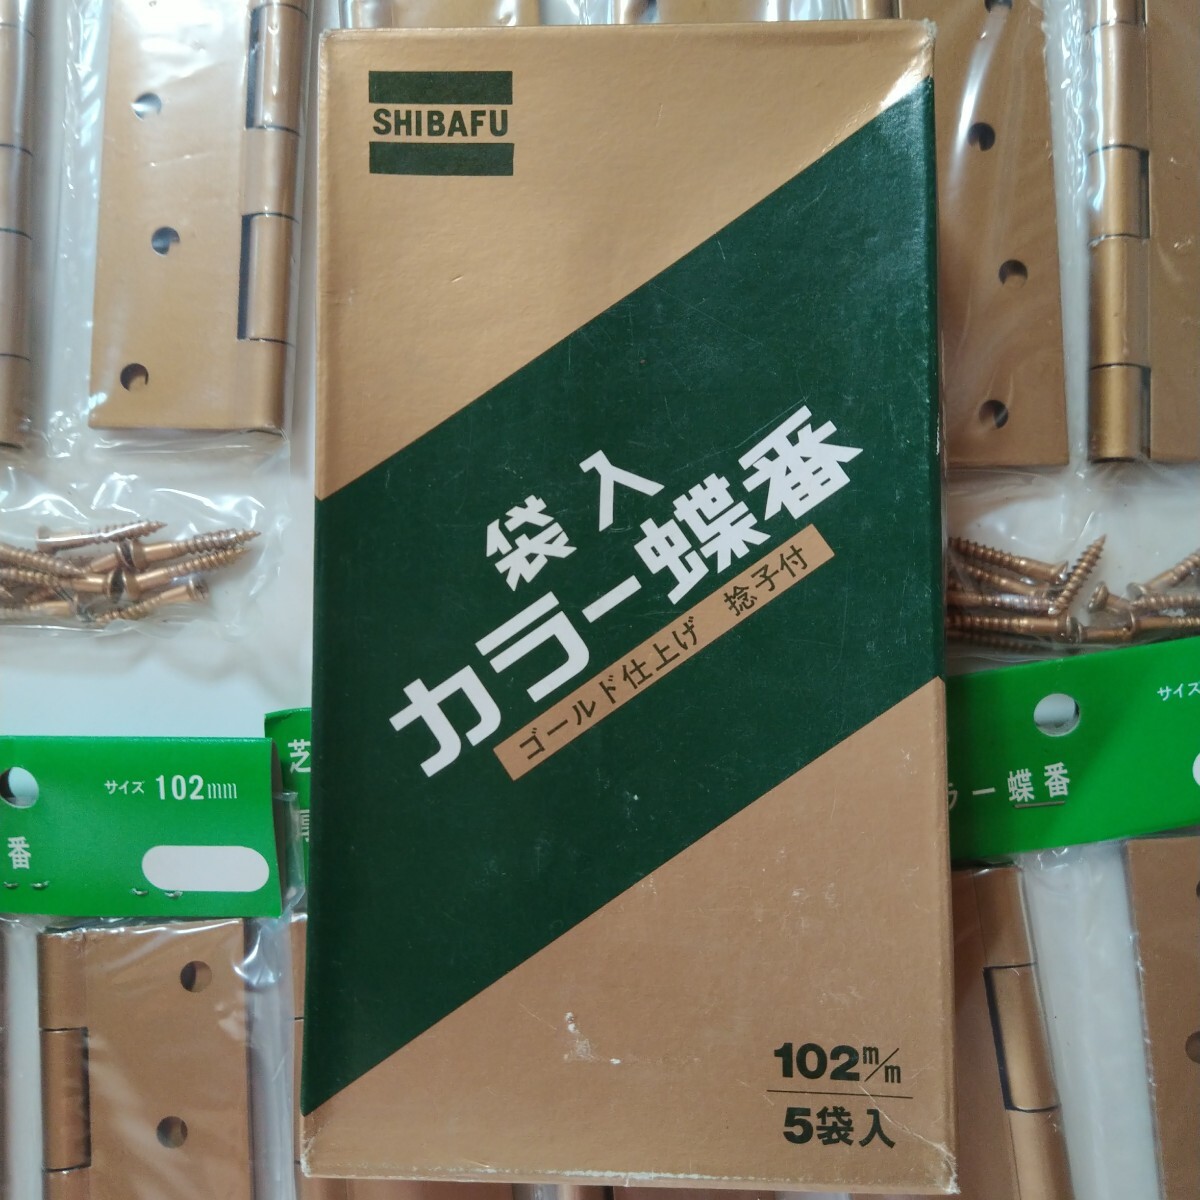 SHIBAFU
袋入
カラー蝶番
ゴールド仕上げ 捻子付
102m/m
5袋入
サイズ 102mm
番
芝
サイズ
ラー蝶番